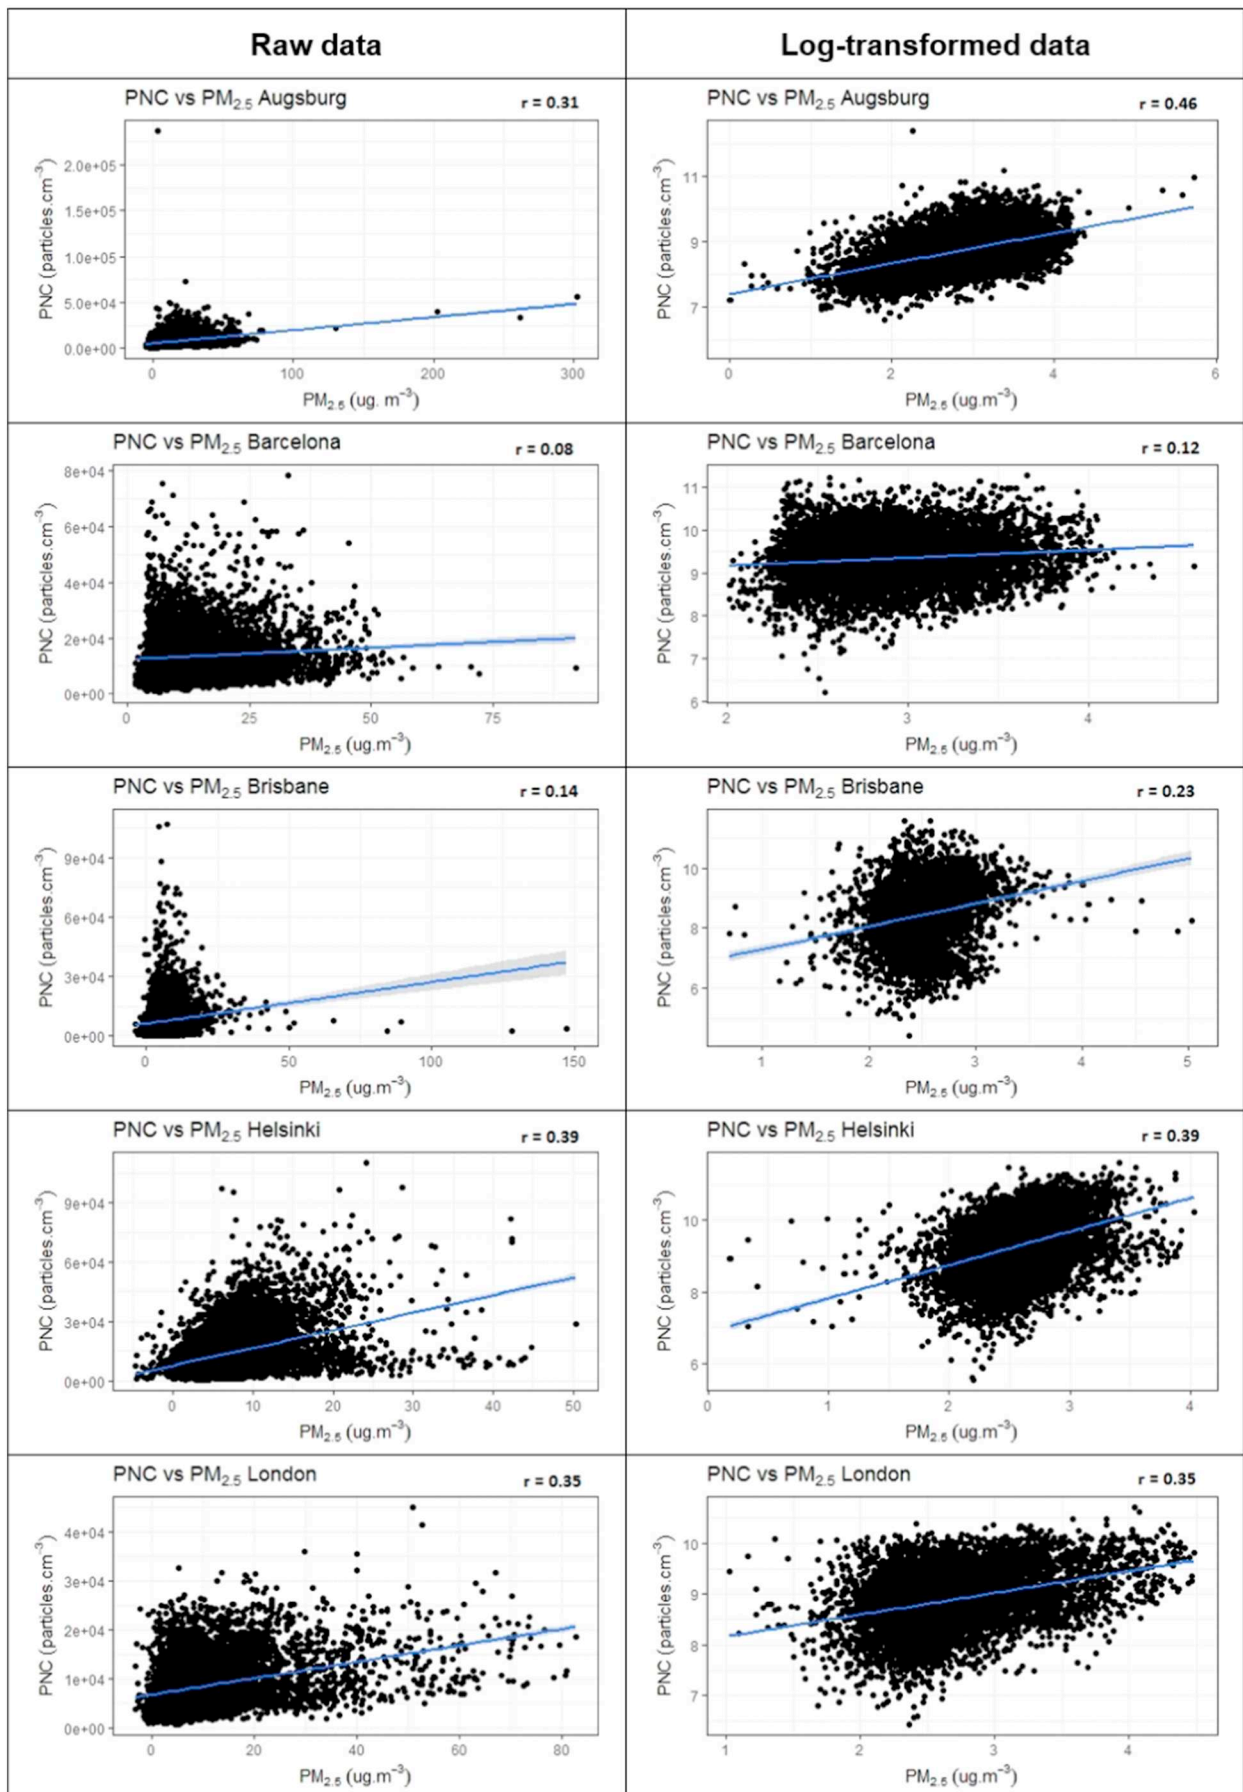 Raw data
Log-transformed data
PNC vs PM2.5 Augsburg
r = 0.31
PNC (particles.cm−3)
2.0e+05
1.5e+05
1.0e+05
5.0e+04
0.0e+00
0 100 200 300
PM2.5 (ug. m−3)
PNC vs PM2.5 Augsburg
r = 0.46
PNC (particles.cm−3)
11
9
7
0 2 4 6
PM2.5 (ug.m−3)
PNC vs PM2.5 Barcelona
r = 0.08
PNC (particles.cm−3)
8e+04
6e+04
4e+04
2e+04
0e+00
0 25 50 75
PM2.5 (ug.m−3)
PNC vs PM2.5 Barcelona
r = 0.12
PNC (particles.cm−3)
11
10
9
8
7
6
2 3 4
PM2.5 (ug.m−3)
PNC vs PM2.5 Brisbane
r = 0.14
PNC (particles.cm−3)
9e+04
6e+04
3e+04
0e+00
0 50 100 150
PM2.5 (ug.m−3)
PNC vs PM2.5 Brisbane
r = 0.23
PNC (particles.cm−3)
10
8
6
1 2 3 4 5
PM2.5 (ug.m−3)
PNC vs PM2.5 Helsinki
r = 0.39
PNC (particles.cm−3)
9e+04
6e+04
3e+04
0e+00
0 10 20 30 40 50
PM2.5 (ug.m−3)
PNC vs PM2.5 Helsinki
r = 0.39
PNC (particles.cm−3)
10
8
6
0 1 2 3 4
PM2.5 (ug.m−3)
PNC vs PM2.5 London
r = 0.35
PNC (particles.cm−3)
4e+04
3e+04
2e+04
1e+04
0e+00
0 20 40 60 80
PM2.5 (ug.m−3)
PNC vs PM2.5 London
r = 0.35
PNC (particles.cm−3)
10
9
8
7
1 2 3 4
PM2.5 (ug.m−3)